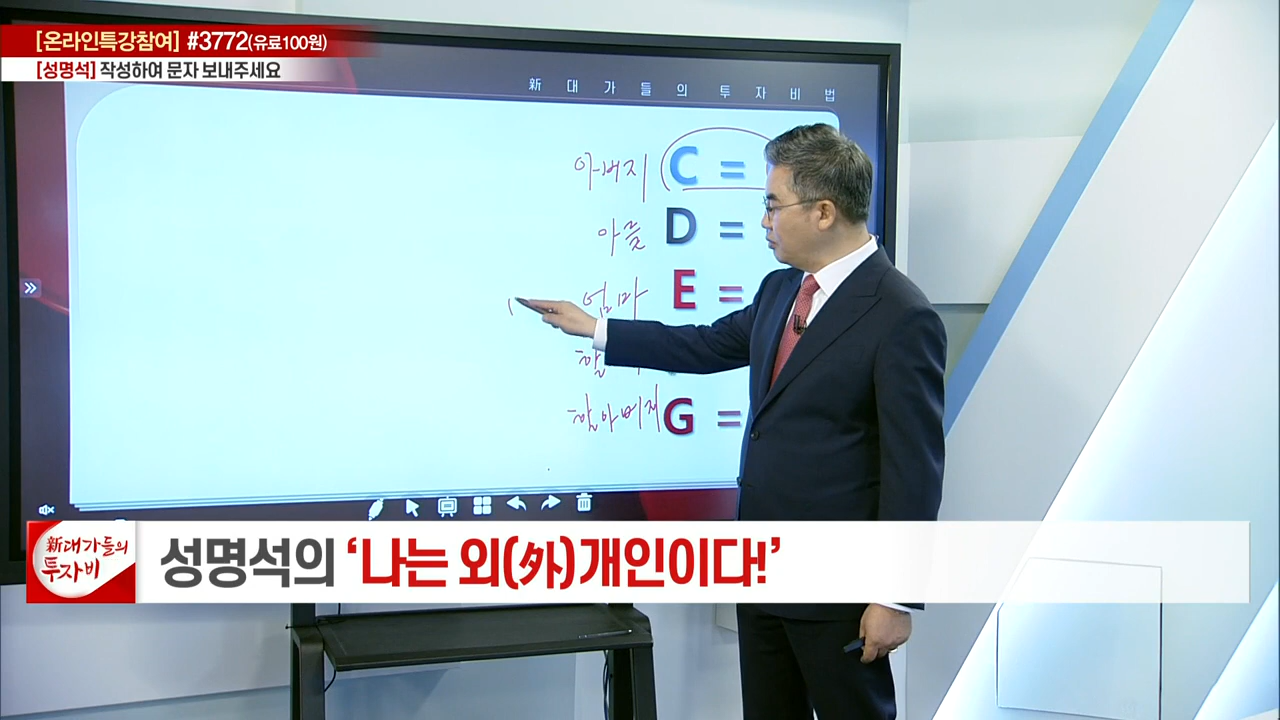 [온라인특강참여] #3772(유료100원)
[성명석] 작성하여 문자 보내주세요
新 대 가 들 의 투 자 비 법
아버지 C =
아들 D =
엄마 E =
할
할아버지 G =
新대가들의
투자비
성명석의 '나는 외(外)개인이다!'